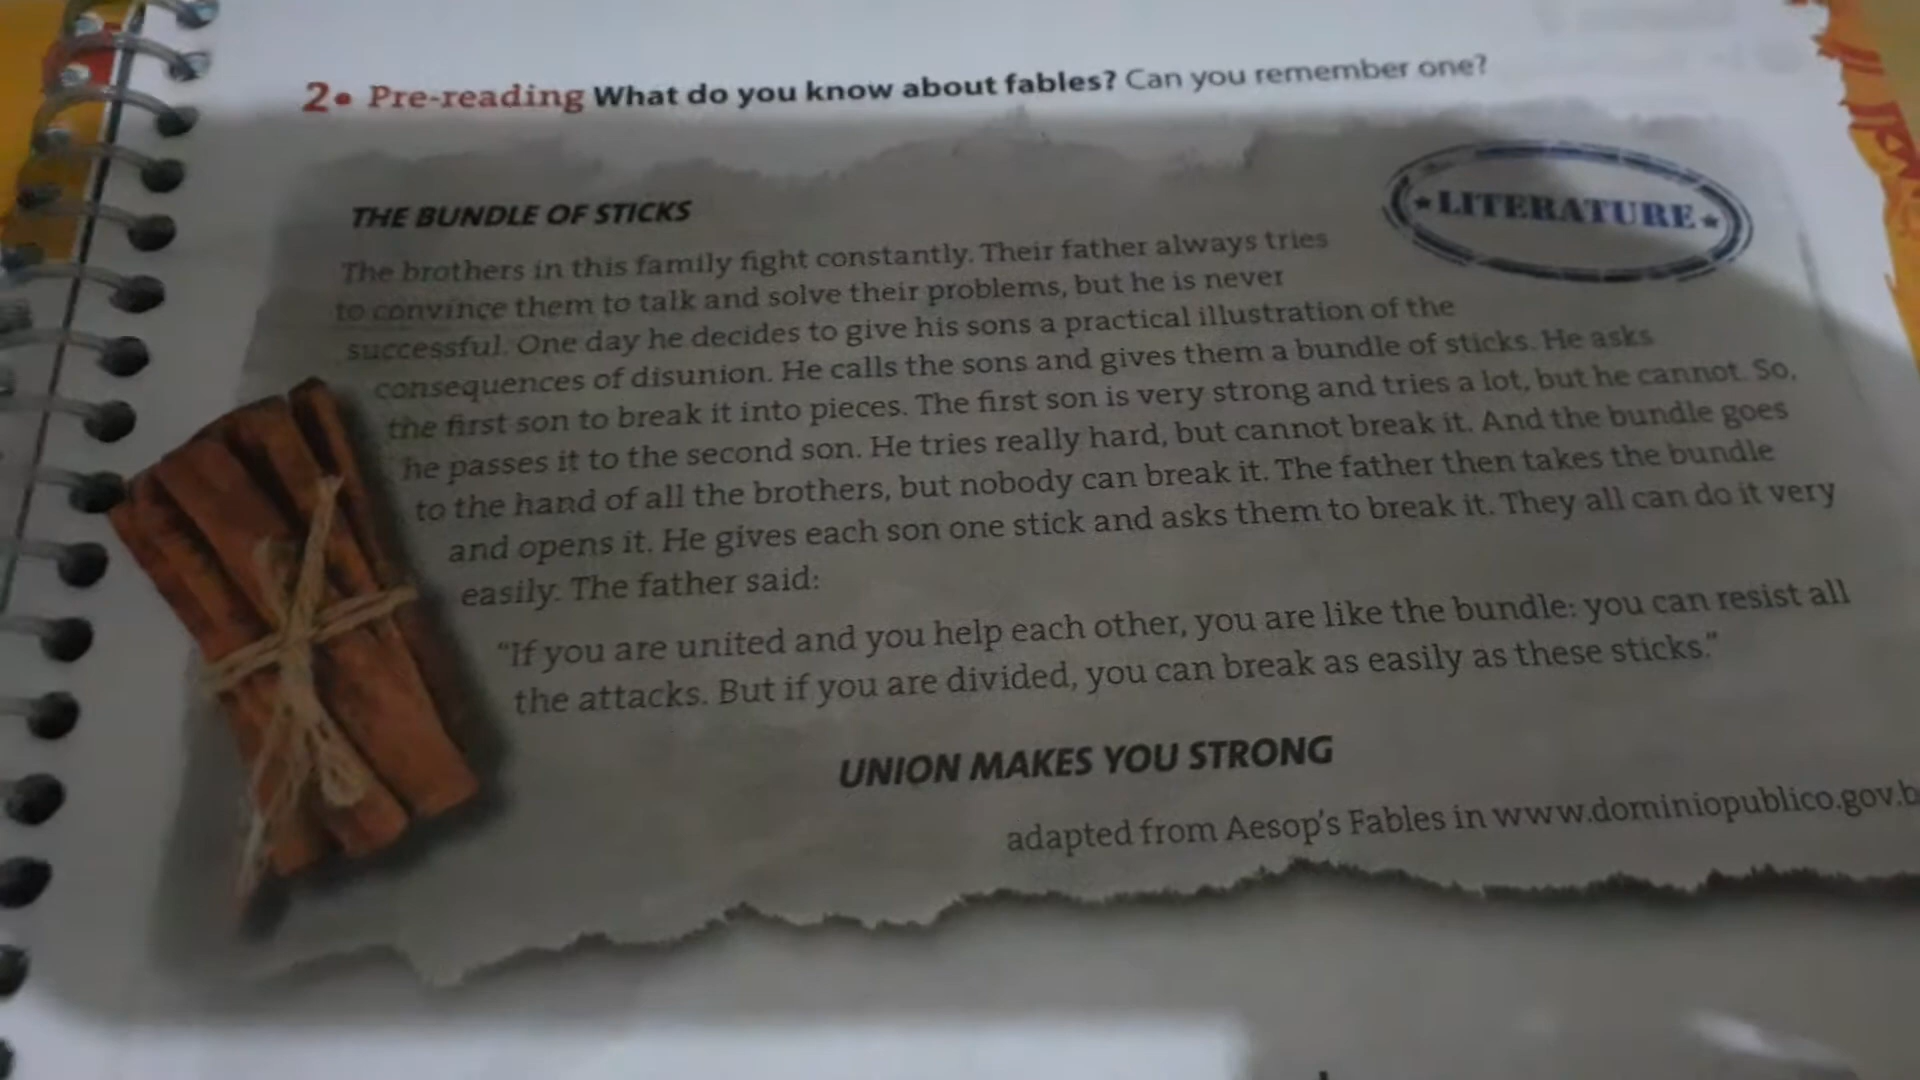 2• Pre-reading What do you know about fables? Can you remember one?
★LITERATURE★
THE BUNDLE OF STICKS
The brothers in this family fight constantly. Their father always tries
to convince them to talk and solve their problems, but he is never
successful. One day he decides to give his sons a practical illustration of the
consequences of disunion. He calls the sons and gives them a bundle of sticks. He asks
the first son to break it into pieces. The first son is very strong and tries a lot, but he cannot. So,
he passes it to the second son. He tries really hard, but cannot break it. And the bundle goes
to the hand of all the brothers, but nobody can break it. The father then takes the bundle
and opens it. He gives each son one stick and asks them to break it. They all can do it very
easily. The father said:
"If you are united and you help each other, you are like the bundle: you can resist all
the attacks. But if you are divided, you can break as easily as these sticks."
UNION MAKES YOU STRONG
adapted from Aesop's Fables in www.dominiopublico.gov.b